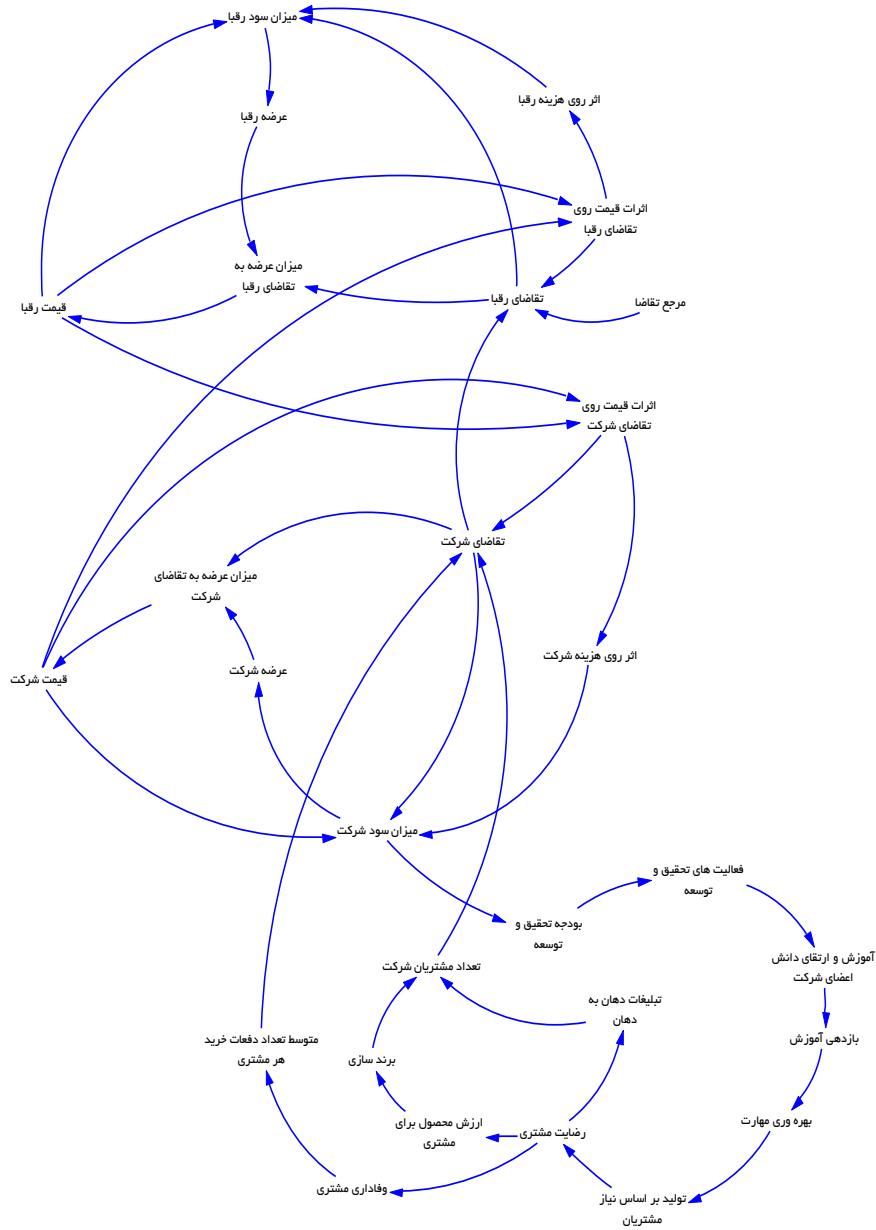 میزان سود رقبا
اثر روی هزینه رقبا
عرضه رقبا
اثرات قیمت روی
تقاضای رقبا
میزان عرضه به
تقاضای رقبا
تقاضای رقبا
مرجع تقاضا
قیمت رقبا
اثرات قیمت روی
تقاضای شرکت
تقاضای شرکت
میزان عرضه به تقاضای
شرکت
اثر روی هزینه شرکت
عرضه شرکت
قیمت شرکت
میزان سود شرکت
فعالیت های تحقیق و
توسعه
بودجه تحقیق و
توسعه
آموزش و ارتقای دانش
اعضای شرکت
تعداد مشتریان شرکت
تبلیغات دهان به
دهان
بازدهی آموزش
متوسط تعداد دفعات خرید
هر مشتری
برند سازی
بهره وری مهارت
ارزش محصول برای
مشتری
رضایت مشتری
وفاداری مشتری
تولید بر اساس نیاز
مشتریان